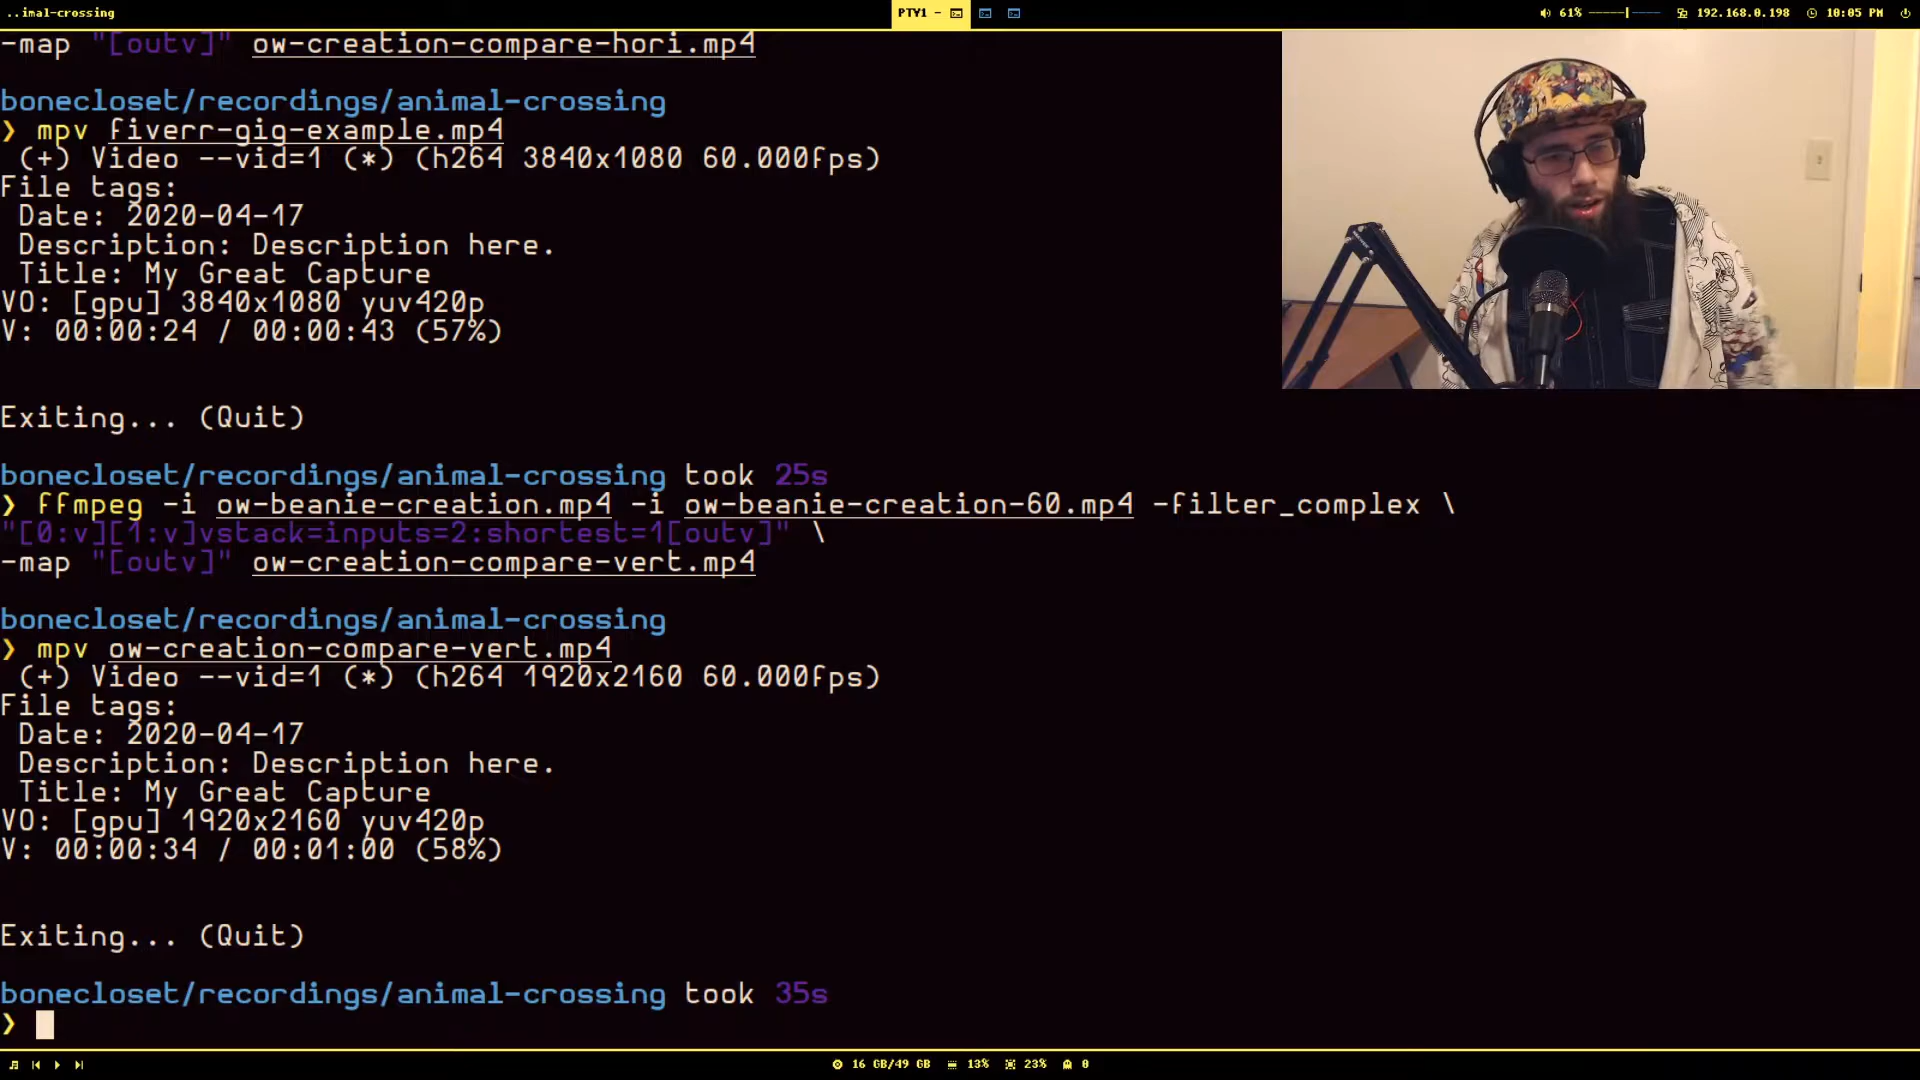 ..imal-crossing
PTY1 -
61%
192.168.0.198
10:05 PM
-map "[outv]" ow-creation-compare-hori.mp4
bonecloset/recordings/animal-crossing
❯ mpv fiverr-gig-example.mp4
(+) Video --vid=1 (*) (h264 3840x1080 60.000fps)
File tags:
Date: 2020-04-17
Description: Description here.
Title: My Great Capture
VO: [gpu] 3840x1080 yuv420p
V: 00:00:24 / 00:00:43 (57%)
Exiting... (Quit)
bonecloset/recordings/animal-crossing took 25s
❯ ffmpeg -i ow-beanie-creation.mp4 -i ow-beanie-creation-60.mp4 -filter_complex \
"[0:v][1:v]vstack=inputs=2:shortest=1[outv]" \
-map "[outv]" ow-creation-compare-vert.mp4
bonecloset/recordings/animal-crossing
❯ mpv ow-creation-compare-vert.mp4
(+) Video --vid=1 (*) (h264 1920x2160 60.000fps)
File tags:
Date: 2020-04-17
Description: Description here.
Title: My Great Capture
VO: [gpu] 1920x2160 yuv420p
V: 00:00:34 / 00:01:00 (58%)
Exiting... (Quit)
bonecloset/recordings/animal-crossing took 35s
❯
16 GB/49 GB
13%
23%
0